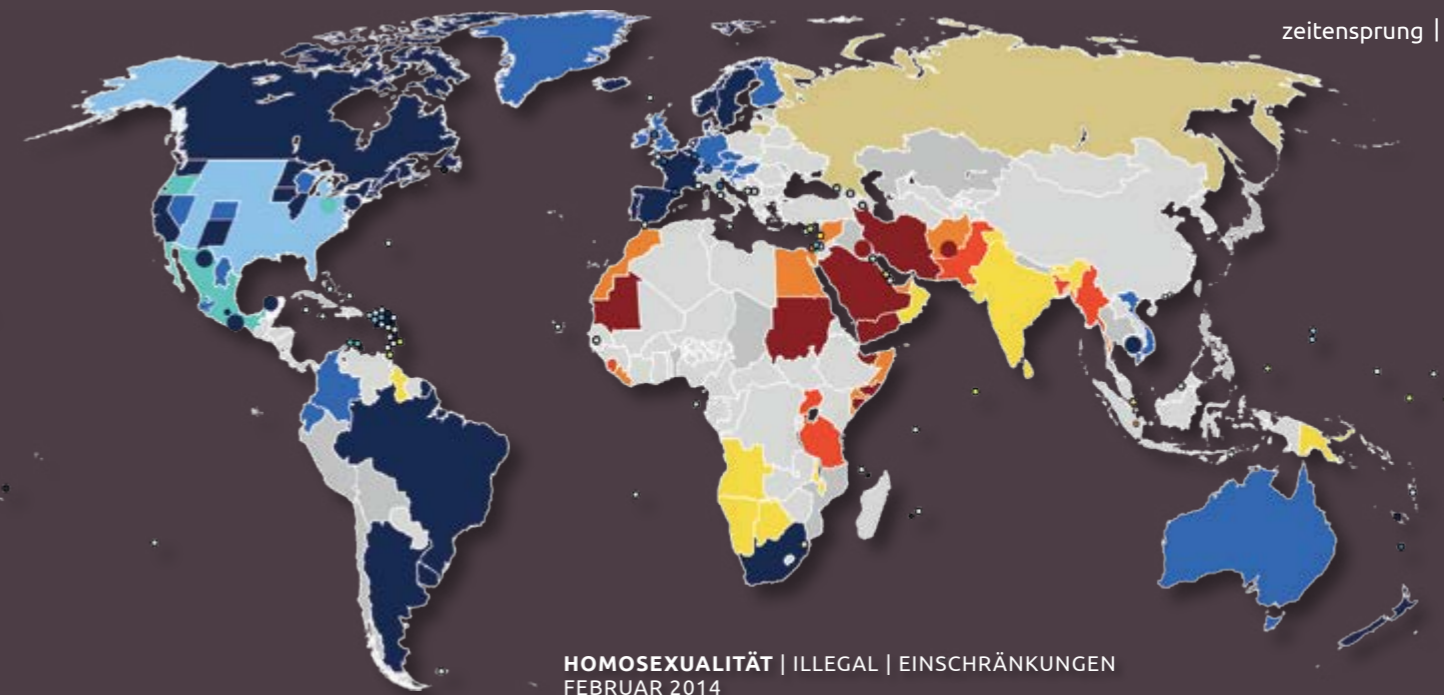 zeitensprung |
HOMOSEXUALITÄT | ILLEGAL | EINSCHRÄNKUNGEN
FEBRUAR 2014